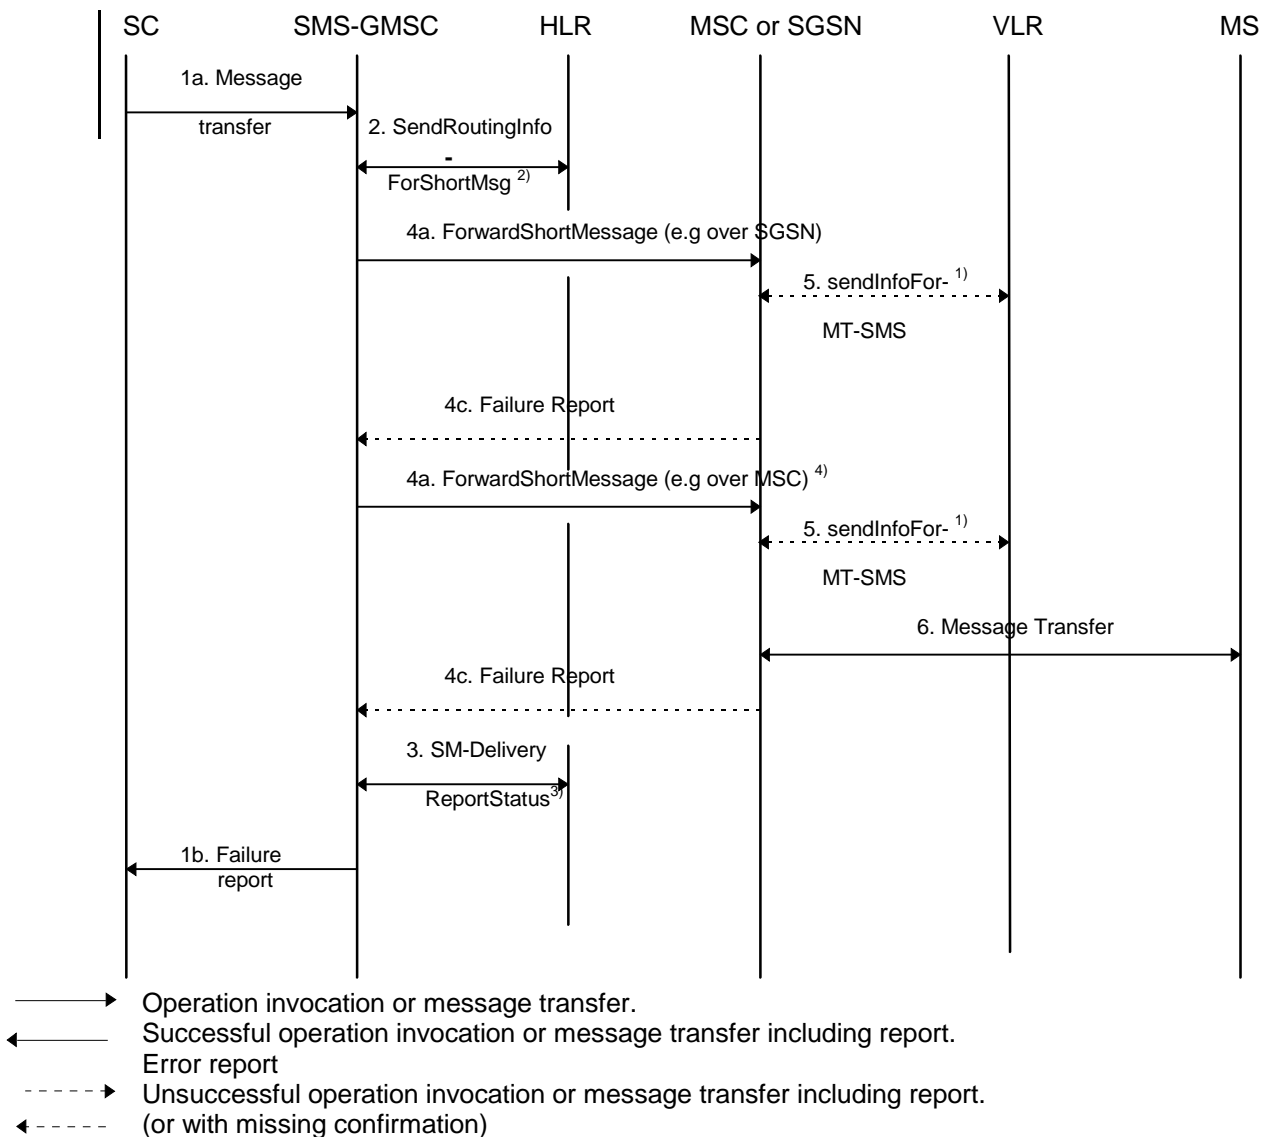 SC SMS-GMSC HLR MSC or SGSN VLR MS
1a. Message
transfer
2. SendRoutingInfo
-
ForShortMsg 2)
4a. ForwardShortMessage (e.g over SGSN)
5. sendInfoFor- 1)
MT-SMS
4c. Failure Report
4a. ForwardShortMessage (e.g over MSC) 4)
5. sendInfoFor- 1)
MT-SMS
6. Message Transfer
4c. Failure Report
3. SM-Delivery
ReportStatus3)
1b. Failure
report
Operation invocation or message transfer.
Successful operation invocation or message transfer including report.
Error report
Unsuccessful operation invocation or message transfer including report.
(or with missing confirmation)